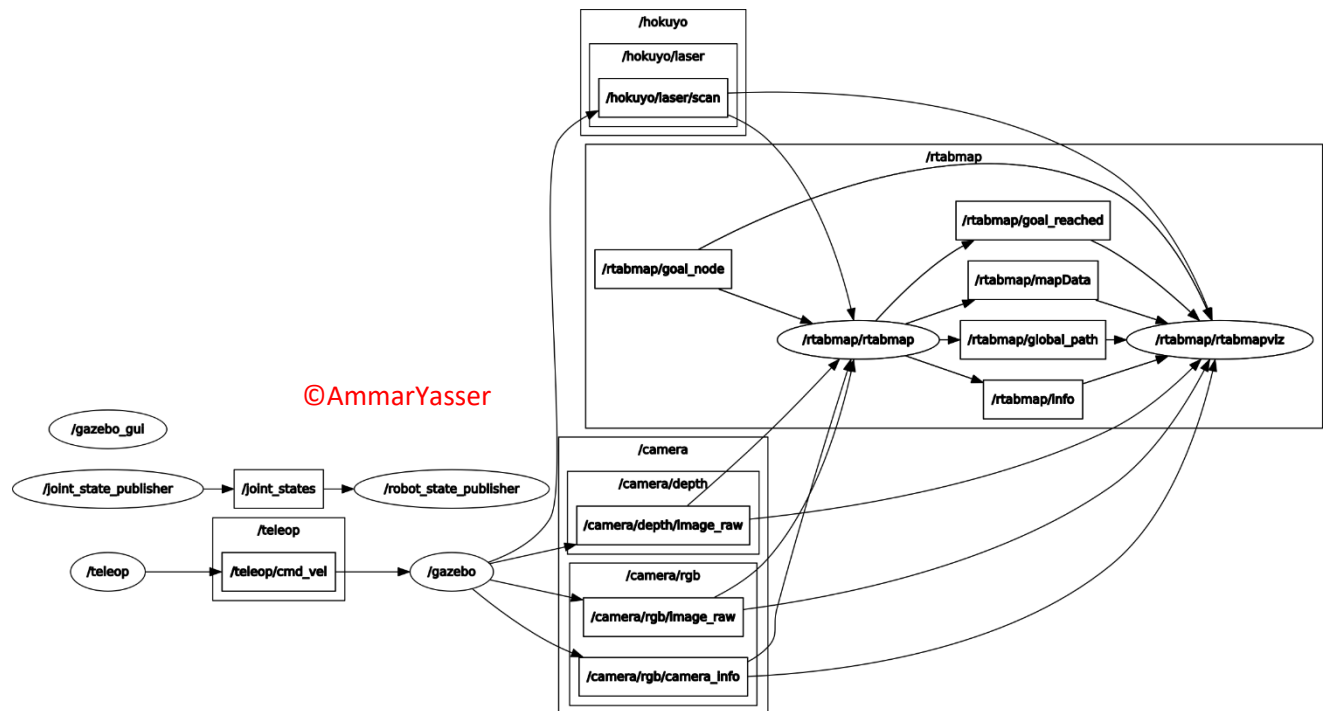 /hokuyo
/hokuyo/laser
/hokuyo/laser/scan
/rtabmap
/rtabmap/goal_reached
/rtabmap/goal_node
/rtabmap/mapData
/rtabmap/rtabmap
/rtabmap/global_path
/rtabmap/rtabmapviz
/rtabmap/info
©AmmarYasser
/gazebo_gui
/camera
/joint_state_publisher
/joint_states
/robot_state_publisher
/camera/depth
/camera/depth/image_raw
/teleop
/teleop
/teleop/cmd_vel
/gazebo
/camera/rgb
/camera/rgb/image_raw
/camera/rgb/camera_info